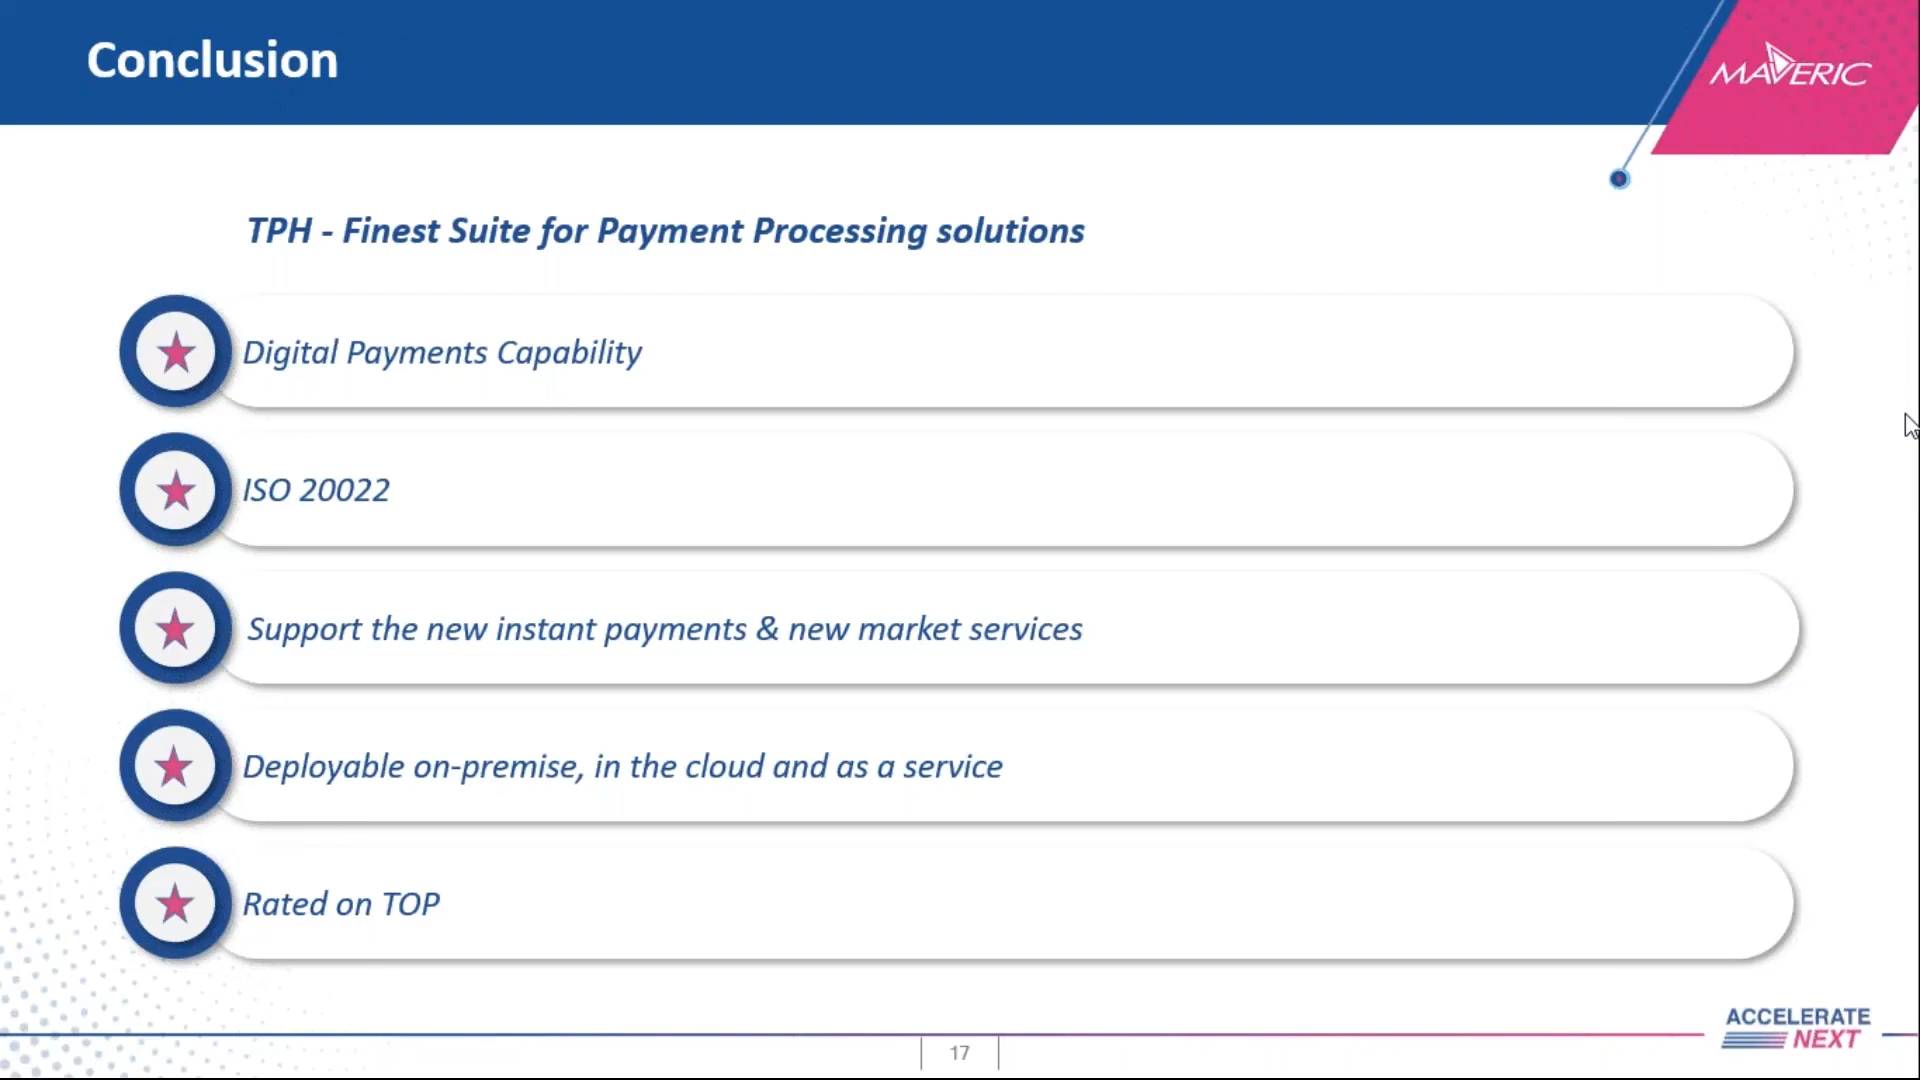 Conclusion
MAVERIC
TPH - Finest Suite for Payment Processing solutions
Digital Payments Capability
ISO 20022
Support the new instant payments & new market services
Deployable on-premise, in the cloud and as a service
Rated on TOP
ACCELERATE
NEXT
17